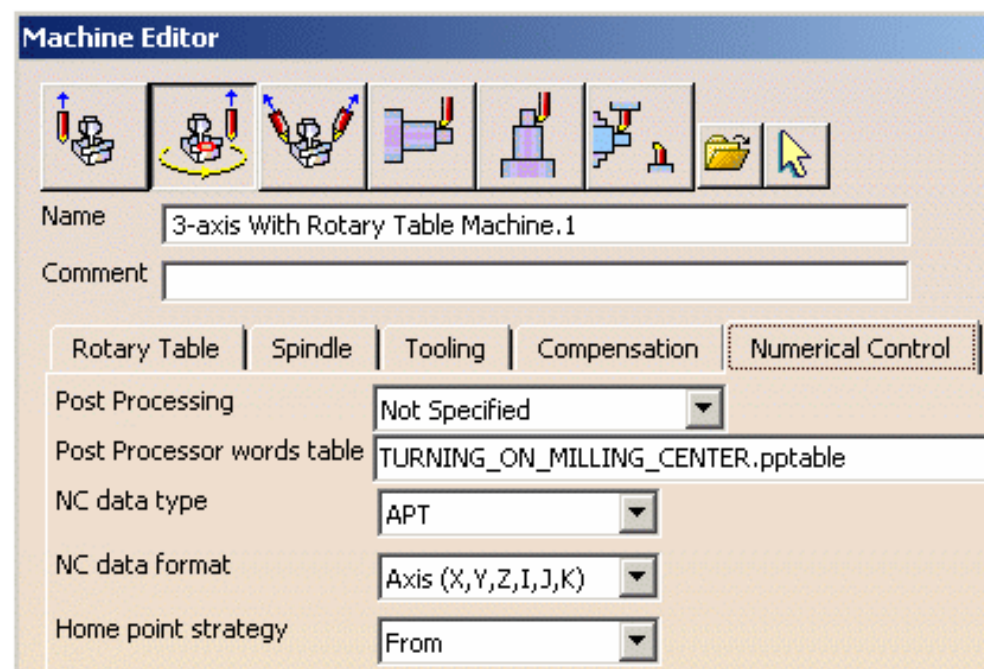 Machine Editor
Name 3-axis With Rotary Table Machine.1
Comment
Rotary Table Spindle Tooling Compensation Numerical Control
Post Processing Not Specified
Post Processor words table TURNING_ON_MILLING_CENTER.pptable
NC data type APT
NC data format Axis (X,Y,Z,I,J,K)
Home point strategy From